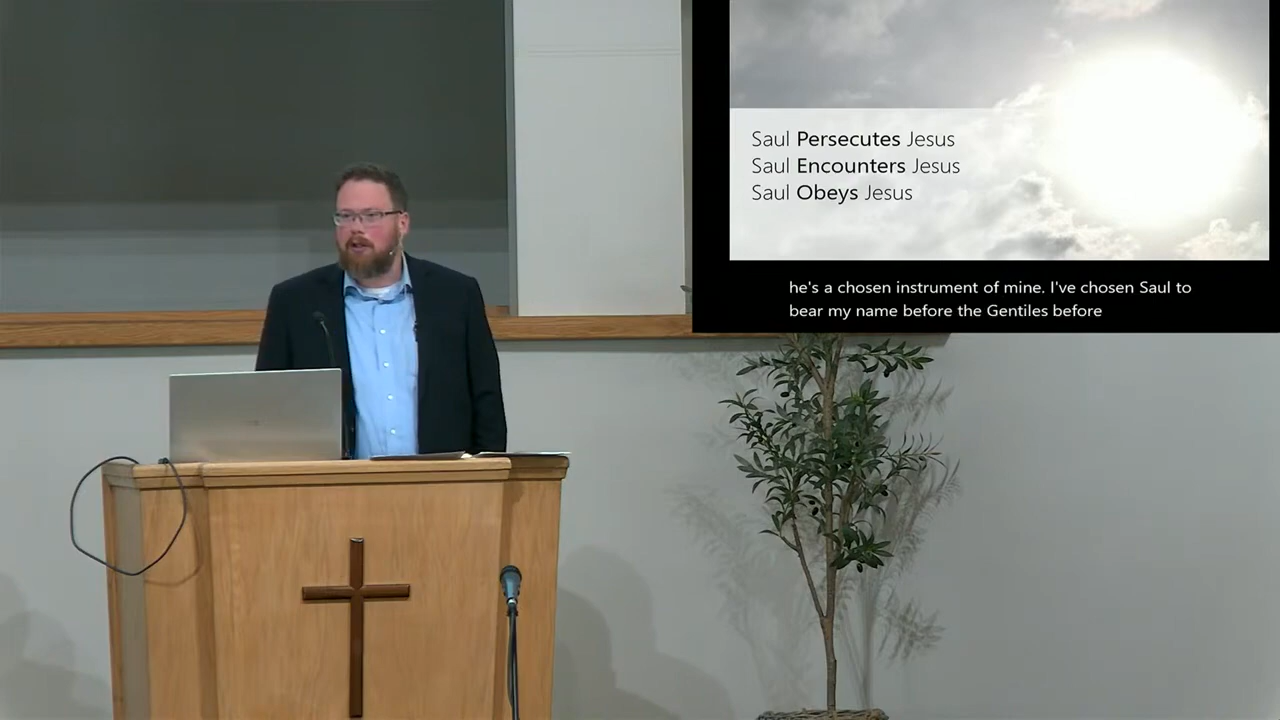 Saul Persecutes Jesus
Saul Encounters Jesus
Saul Obeys Jesus
he's a chosen instrument of mine. I've chosen Saul to
bear my name before the Gentiles before